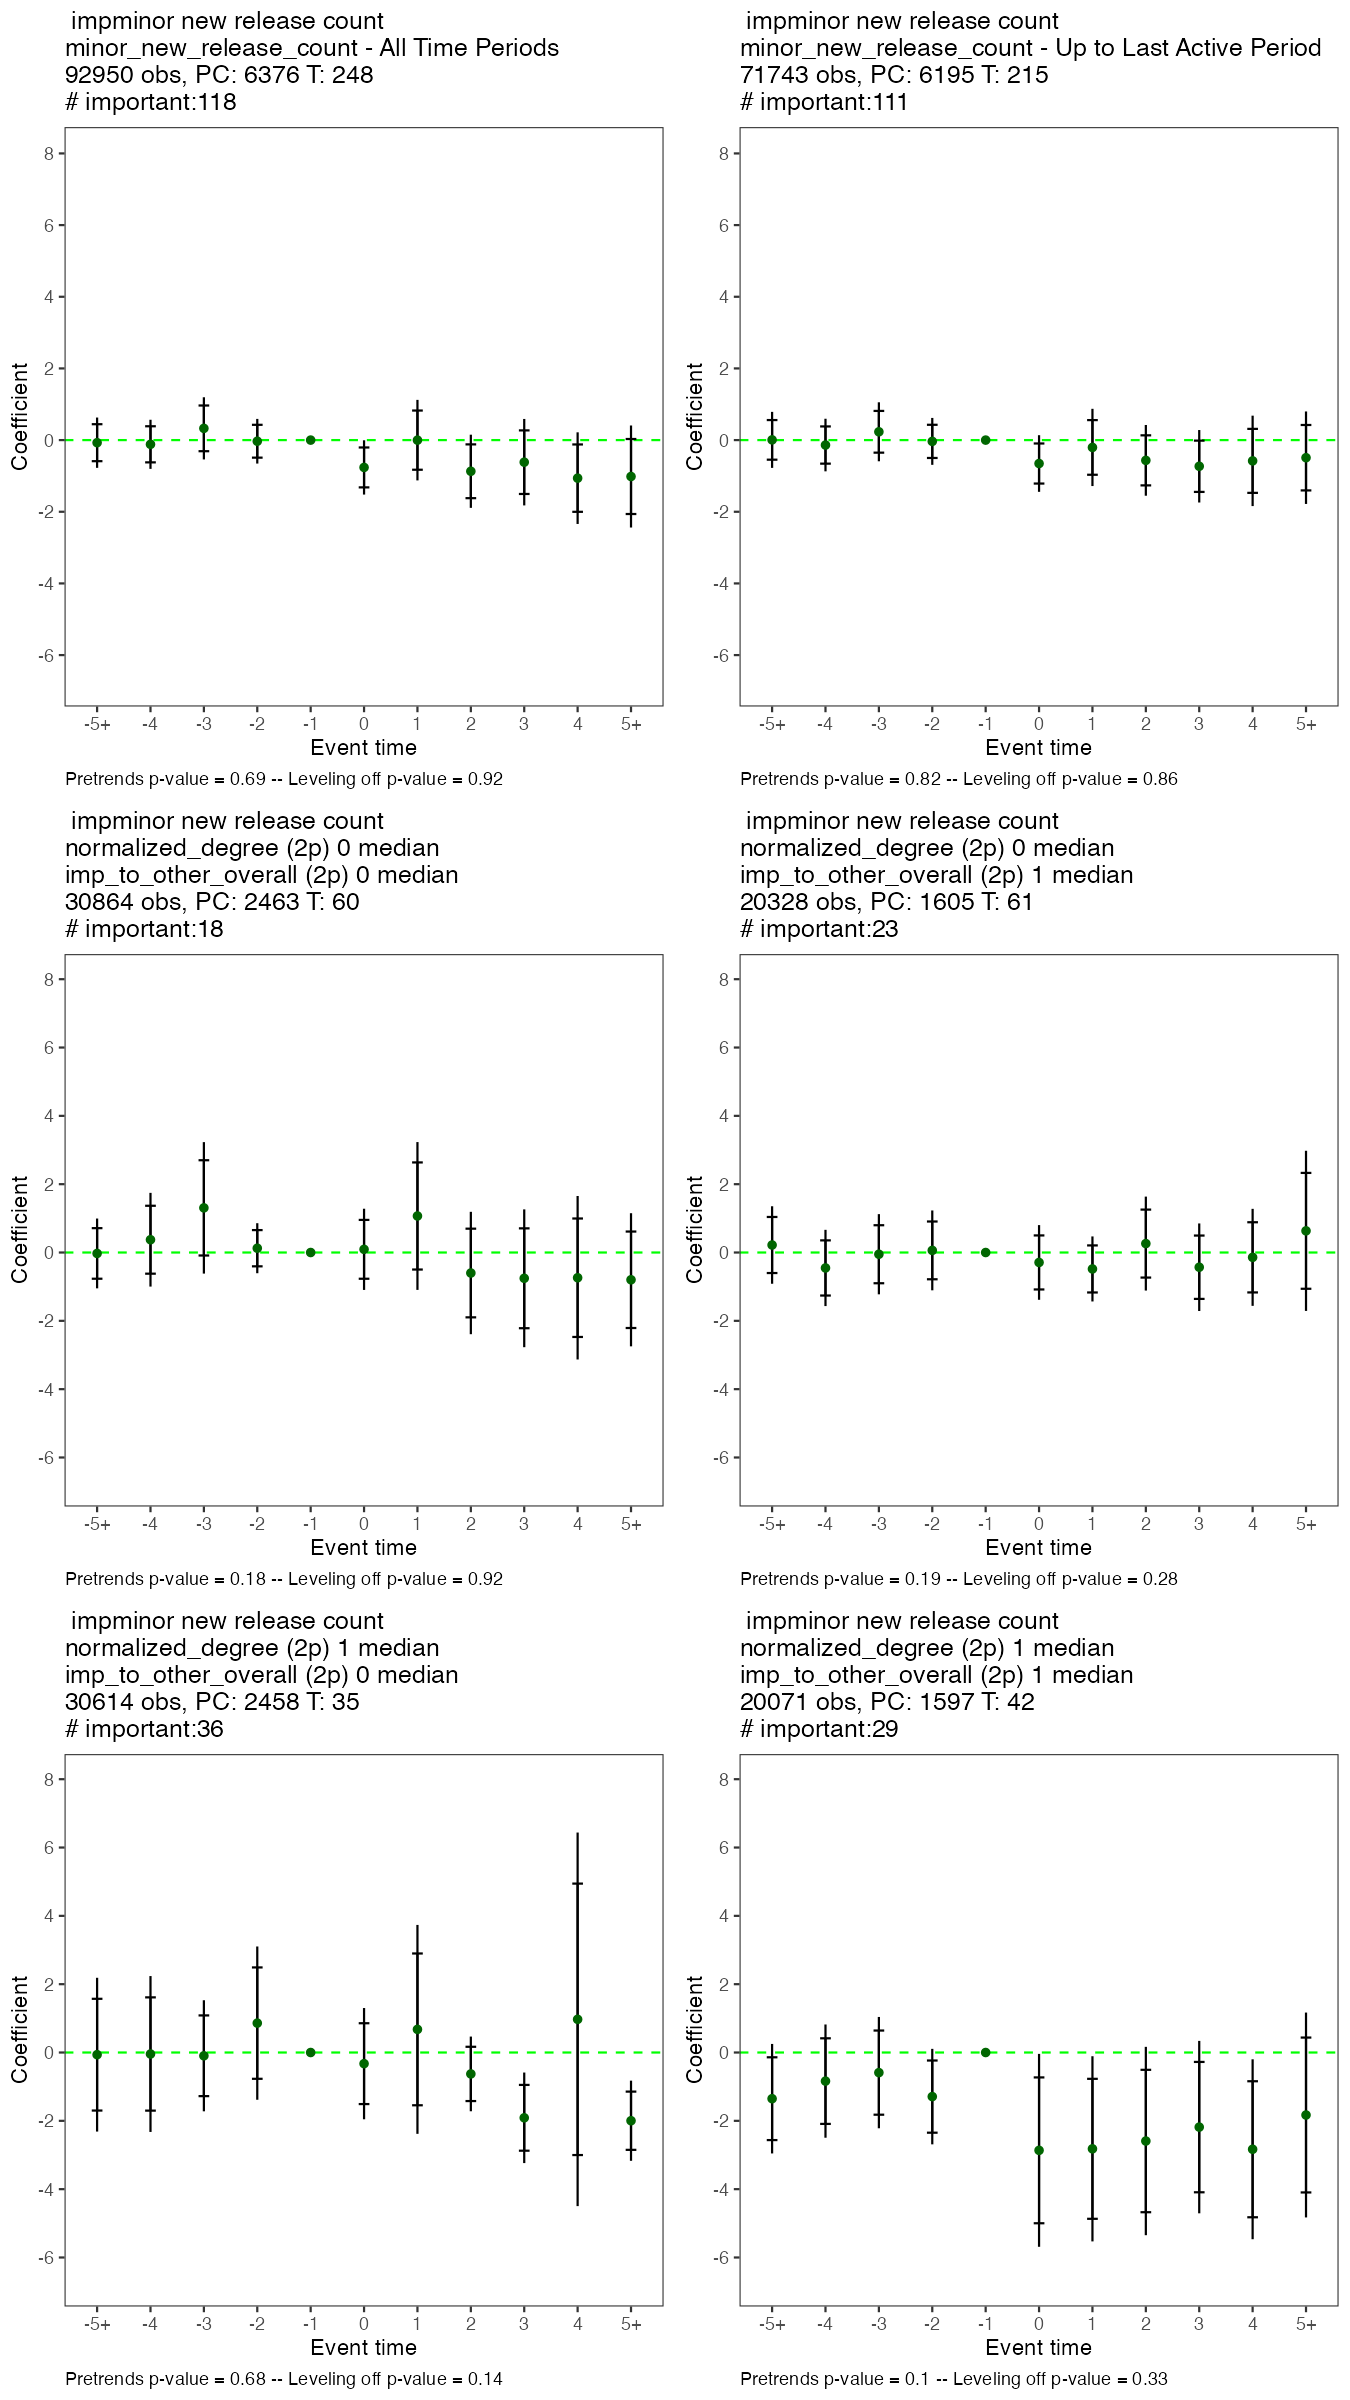 impminor new release count
minor_new_release_count - All Time Periods
92950 obs, PC: 6376 T: 248
# important:118
8
6
4
2
0
-2
-4
-6
Coefficient
-5+ -4 -3 -2 -1 0 1 2 3 4 5+
Event time
Pretrends p-value = 0.69 -- Leveling off p-value = 0.92
impminor new release count
minor_new_release_count - Up to Last Active Period
71743 obs, PC: 6195 T: 215
# important:111
8
6
4
2
0
-2
-4
-6
Coefficient
-5+ -4 -3 -2 -1 0 1 2 3 4 5+
Event time
Pretrends p-value = 0.82 -- Leveling off p-value = 0.86
impminor new release count
normalized_degree (2p) 0 median
imp_to_other_overall (2p) 0 median
30864 obs, PC: 2463 T: 60
# important:18
8
6
4
2
0
-2
-4
-6
Coefficient
-5+ -4 -3 -2 -1 0 1 2 3 4 5+
Event time
Pretrends p-value = 0.18 -- Leveling off p-value = 0.92
impminor new release count
normalized_degree (2p) 0 median
imp_to_other_overall (2p) 1 median
20328 obs, PC: 1605 T: 61
# important:23
8
6
4
2
0
-2
-4
-6
Coefficient
-5+ -4 -3 -2 -1 0 1 2 3 4 5+
Event time
Pretrends p-value = 0.19 -- Leveling off p-value = 0.28
impminor new release count
normalized_degree (2p) 1 median
imp_to_other_overall (2p) 0 median
30614 obs, PC: 2458 T: 35
# important:36
8
6
4
2
0
-2
-4
-6
Coefficient
-5+ -4 -3 -2 -1 0 1 2 3 4 5+
Event time
Pretrends p-value = 0.68 -- Leveling off p-value = 0.14
impminor new release count
normalized_degree (2p) 1 median
imp_to_other_overall (2p) 1 median
20071 obs, PC: 1597 T: 42
# important:29
8
6
4
2
0
-2
-4
-6
Coefficient
-5+ -4 -3 -2 -1 0 1 2 3 4 5+
Event time
Pretrends p-value = 0.1 -- Leveling off p-value = 0.33